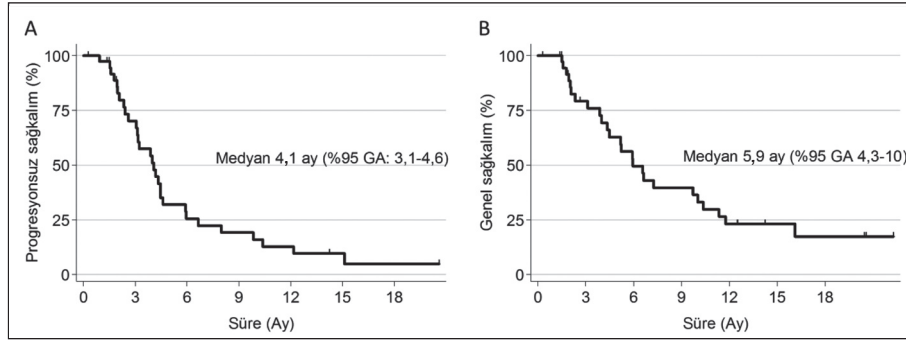 A
Progresyonsuz sağkalım (%)
100
75
50
25
0
Medyan 4,1 ay (%95 GA: 3,1-4,6)
0 3 6 9 12 15 18
Süre (Ay)
B
Genel sağkalım (%)
100
75
50
25
0
Medyan 5,9 ay (%95 GA 4,3-10)
0 3 6 9 12 15 18
Süre (Ay)